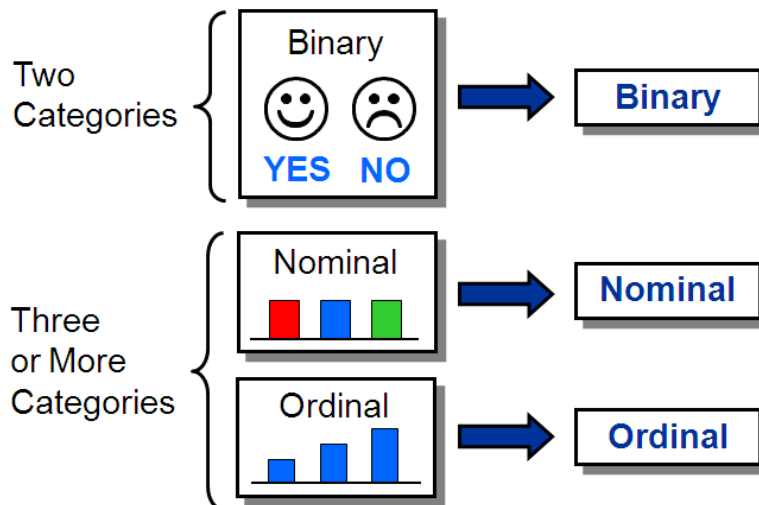 Two
Categories
Binary
YES NO
Binary
Three
or More
Categories
Nominal
Nominal
Ordinal
Ordinal